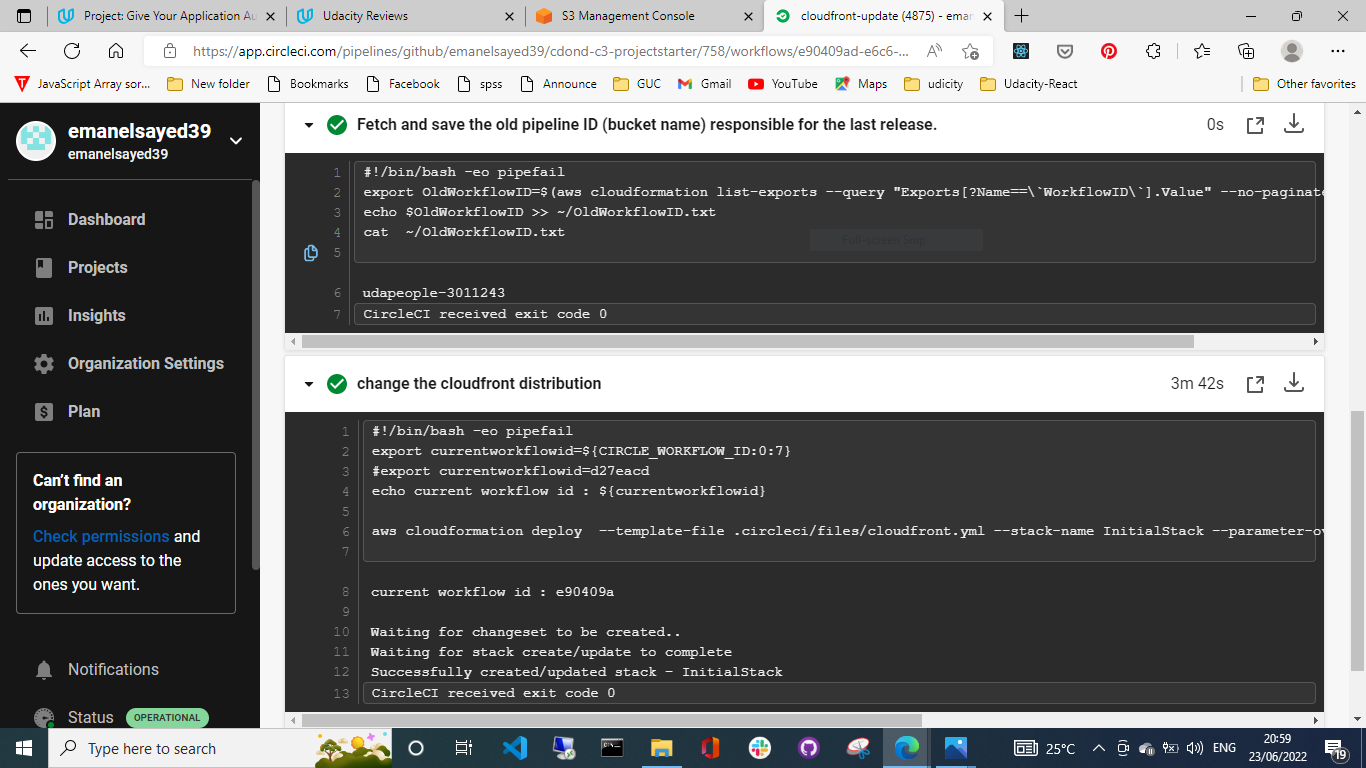 Project: Give Your Application Au
Udacity Reviews
S3 Management Console
cloudfront-update (4875) - eman
https://app.circleci.com/pipelines/github/emanelsayed39/cdond-c3-projectstarter/758/workflows/e90409ad-e6c6-...
JavaScript Array sor...
New folder
Bookmarks
Facebook
spss
Announce
GUC
Gmail
YouTube
Maps
udicity
Udacity-React
Other favorites
emanelsayed39
emanelsayed39
Dashboard
Projects
Insights
Organization Settings
Plan
Can't find an
organization?
Check permissions and
update access to the
ones you want.
Notifications
Status OPERATIONAL
Fetch and save the old pipeline ID (bucket name) responsible for the last release.
0s
1 #!/bin/bash -eo pipefail
2 export OldWorkflowID=$(aws cloudformation list-exports --query "Exports[?Name==\`WorkflowID\`].Value" --no-paginate
3 echo $OldWorkflowID >> ~/OldWorkflowID.txt
4 cat  ~/OldWorkflowID.txt
Full-screen Snip
5
6 udapeople-3011243
7 CircleCI received exit code 0
change the cloudfront distribution
3m 42s
1 #!/bin/bash -eo pipefail
2 export currentworkflowid=${CIRCLE_WORKFLOW_ID:0:7}
3 #export currentworkflowid=d27eacd
4 echo current workflow id : ${currentworkflowid}
5
6 aws cloudformation deploy  --template-file .circleci/files/cloudfront.yml --stack-name InitialStack --parameter-ov
7
8 current workflow id : e90409a
9
10 Waiting for changeset to be created..
11 Waiting for stack create/update to complete
12 Successfully created/updated stack - InitialStack
13 CircleCI received exit code 0
Type here to search
25°C
ENG
20:59
23/06/2022
19